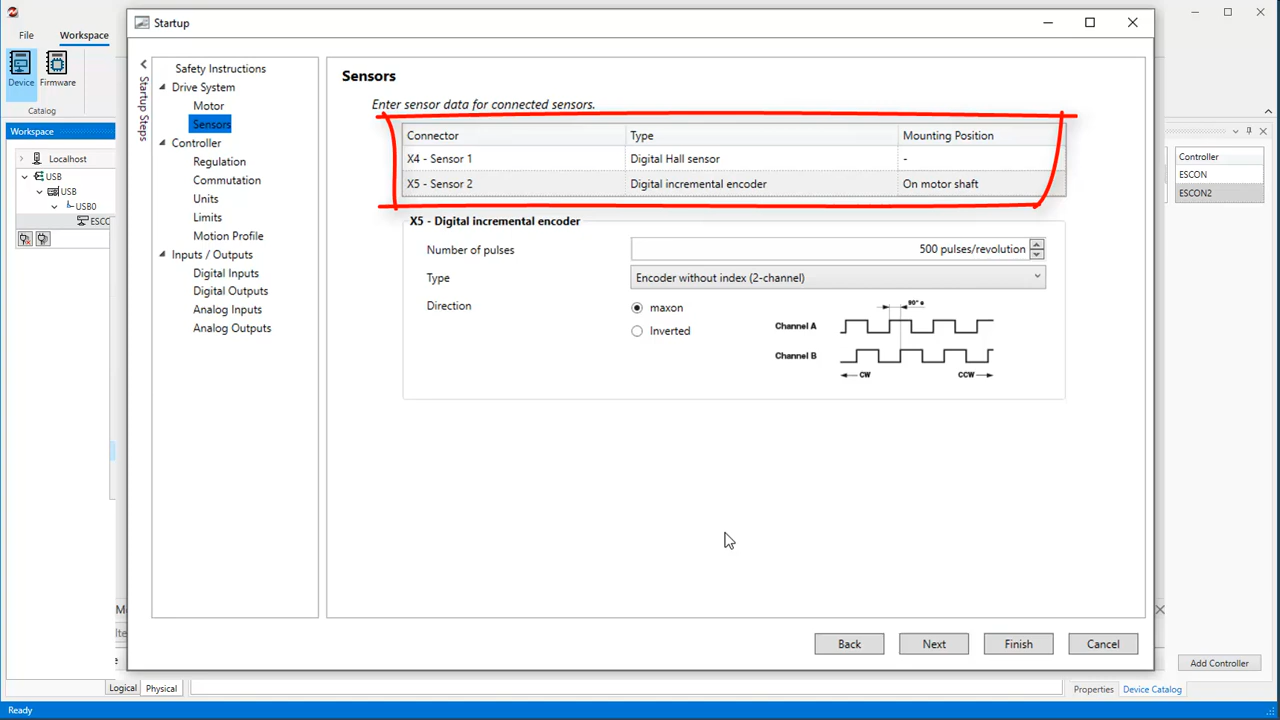 Startup
File
Workspace
Device
Firmware
Catalog
Workspace
Localhost
USB
USB
USB0
ESCC
Startup Steps
Safety Instructions
Drive System
Motor
Sensors
Controller
Regulation
Commutation
Units
Limits
Motion Profile
Inputs / Outputs
Digital Inputs
Digital Outputs
Analog Inputs
Analog Outputs
Sensors
Enter sensor data for connected sensors.
Connector Type Mounting Position
X4 - Sensor 1 Digital Hall sensor -
X5 - Sensor 2 Digital incremental encoder On motor shaft
X5 - Digital incremental encoder
Number of pulses 500 pulses/revolution
Type Encoder without index (2-channel)
Direction maxon
Inverted
90° e
Channel A
Channel B
CW CCW
Back Next Finish Cancel
Controller
ESCON
ESCON2
Add Controller
Logical Physical
Properties Device Catalog
Ready